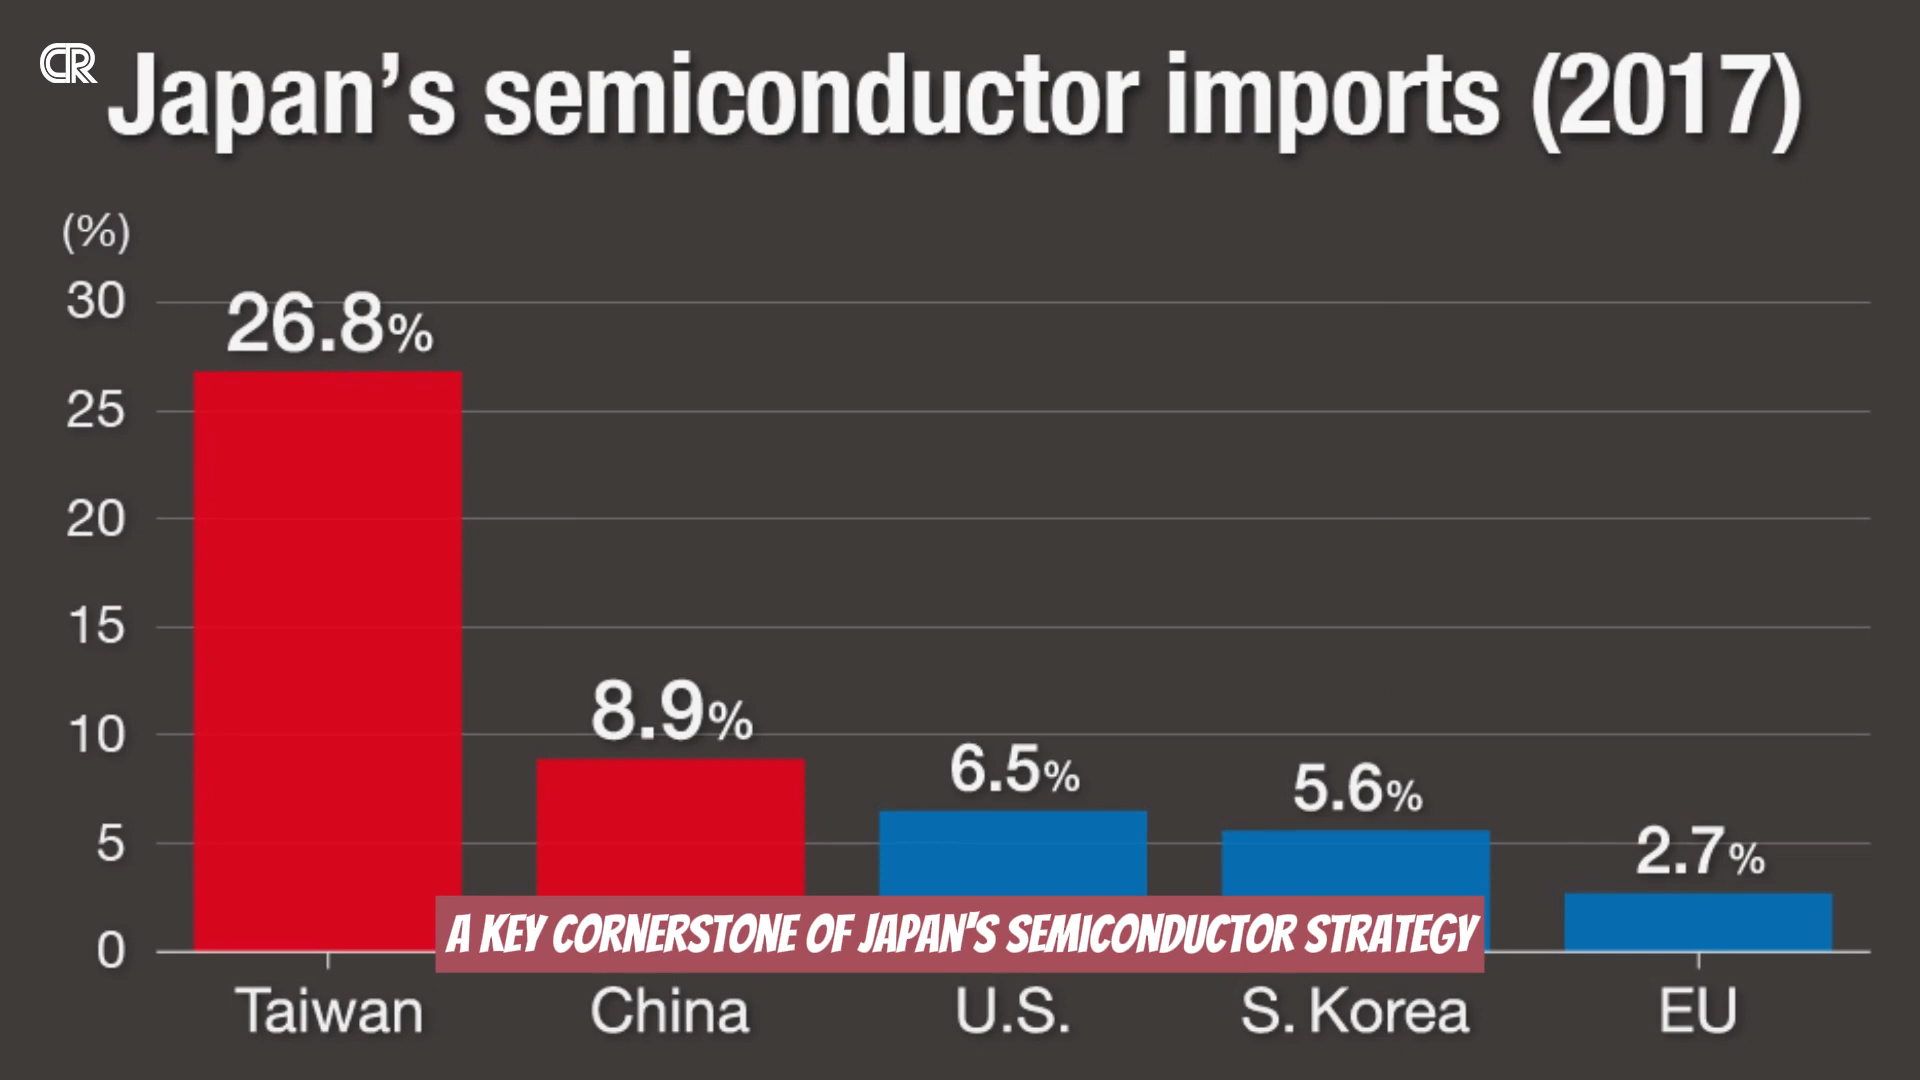 CR
Japan's semiconductor imports (2017)
(%)
30
25
20
15
10
5
0
26.8%
8.9%
6.5%
5.6%
2.7%
A KEY CORNERSTONE OF JAPAN'S SEMICONDUCTOR STRATEGY
Taiwan
China
U.S.
S. Korea
EU